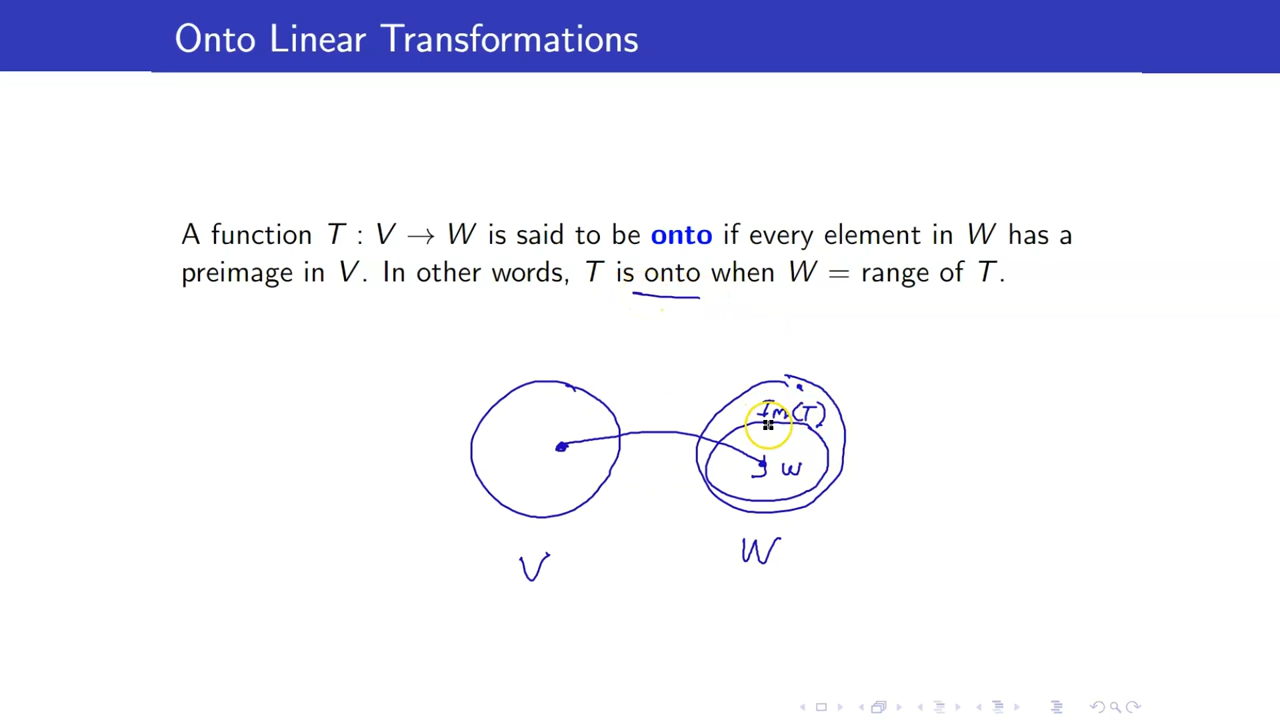 Onto Linear Transformations
A function T : V → W is said to be onto if every element in W has a
preimage in V. In other words, T is onto when W = range of T.
Im(T)
w
V
W